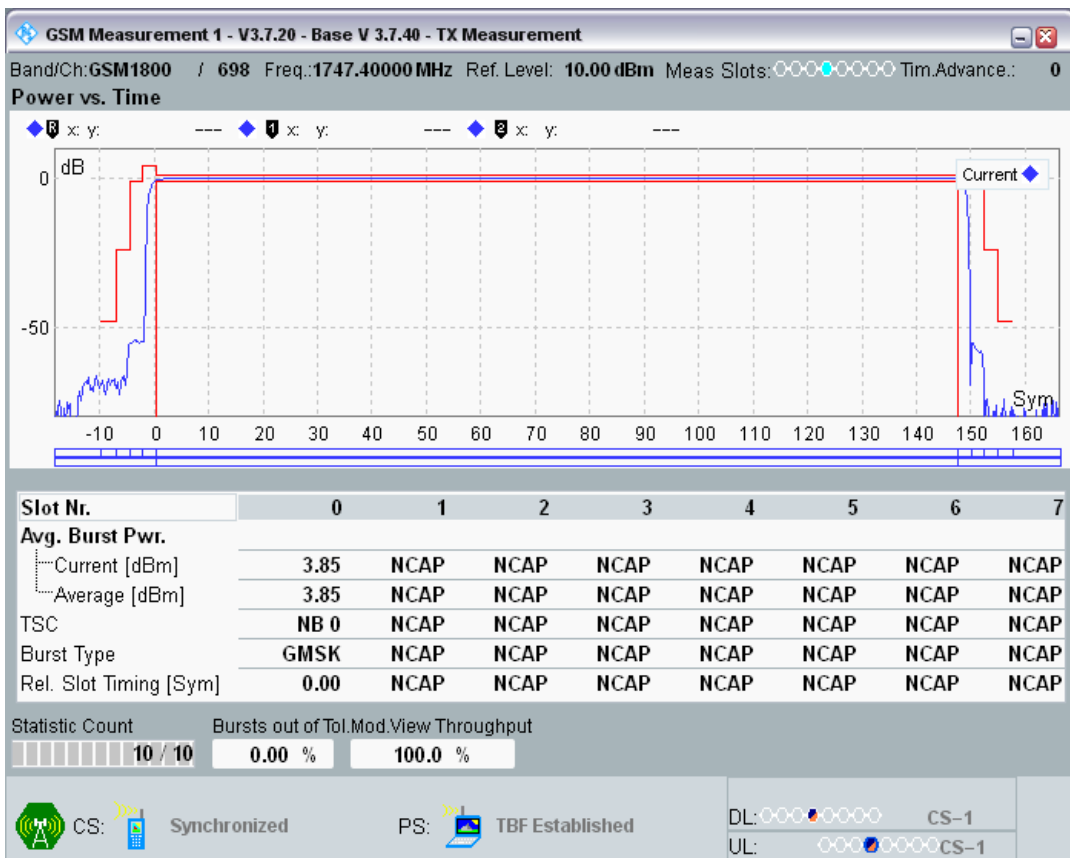 GSM Measurement 1 - V3.7.20 - Base V 3.7.40 - TX Measurement
Band/Ch:GSM1800 / 698 Freq.:1747.40000 MHz Ref. Level: 10.00 dBm Meas Slots: Tim.Advance.: 0
Power vs. Time
R x: y: --- 1 x: y: --- 2 x: y: ---
dB
Current
0
-50
Sym
-10 0 10 20 30 40 50 60 70 80 90 100 110 120 130 140 150 160
Slot Nr. 0 1 2 3 4 5 6 7
Avg. Burst Pwr.
Current [dBm] 3.85 NCAP NCAP NCAP NCAP NCAP NCAP NCAP
Average [dBm] 3.85 NCAP NCAP NCAP NCAP NCAP NCAP NCAP
TSC NB 0 NCAP NCAP NCAP NCAP NCAP NCAP NCAP
Burst Type GMSK NCAP NCAP NCAP NCAP NCAP NCAP NCAP
Rel. Slot Timing [Sym] 0.00 NCAP NCAP NCAP NCAP NCAP NCAP NCAP
Statistic Count Bursts out of Tol.Mod.View Throughput
10 / 10 0.00 % 100.0 %
CS: Synchronized PS: TBF Established DL: CS-1
UL: CS-1